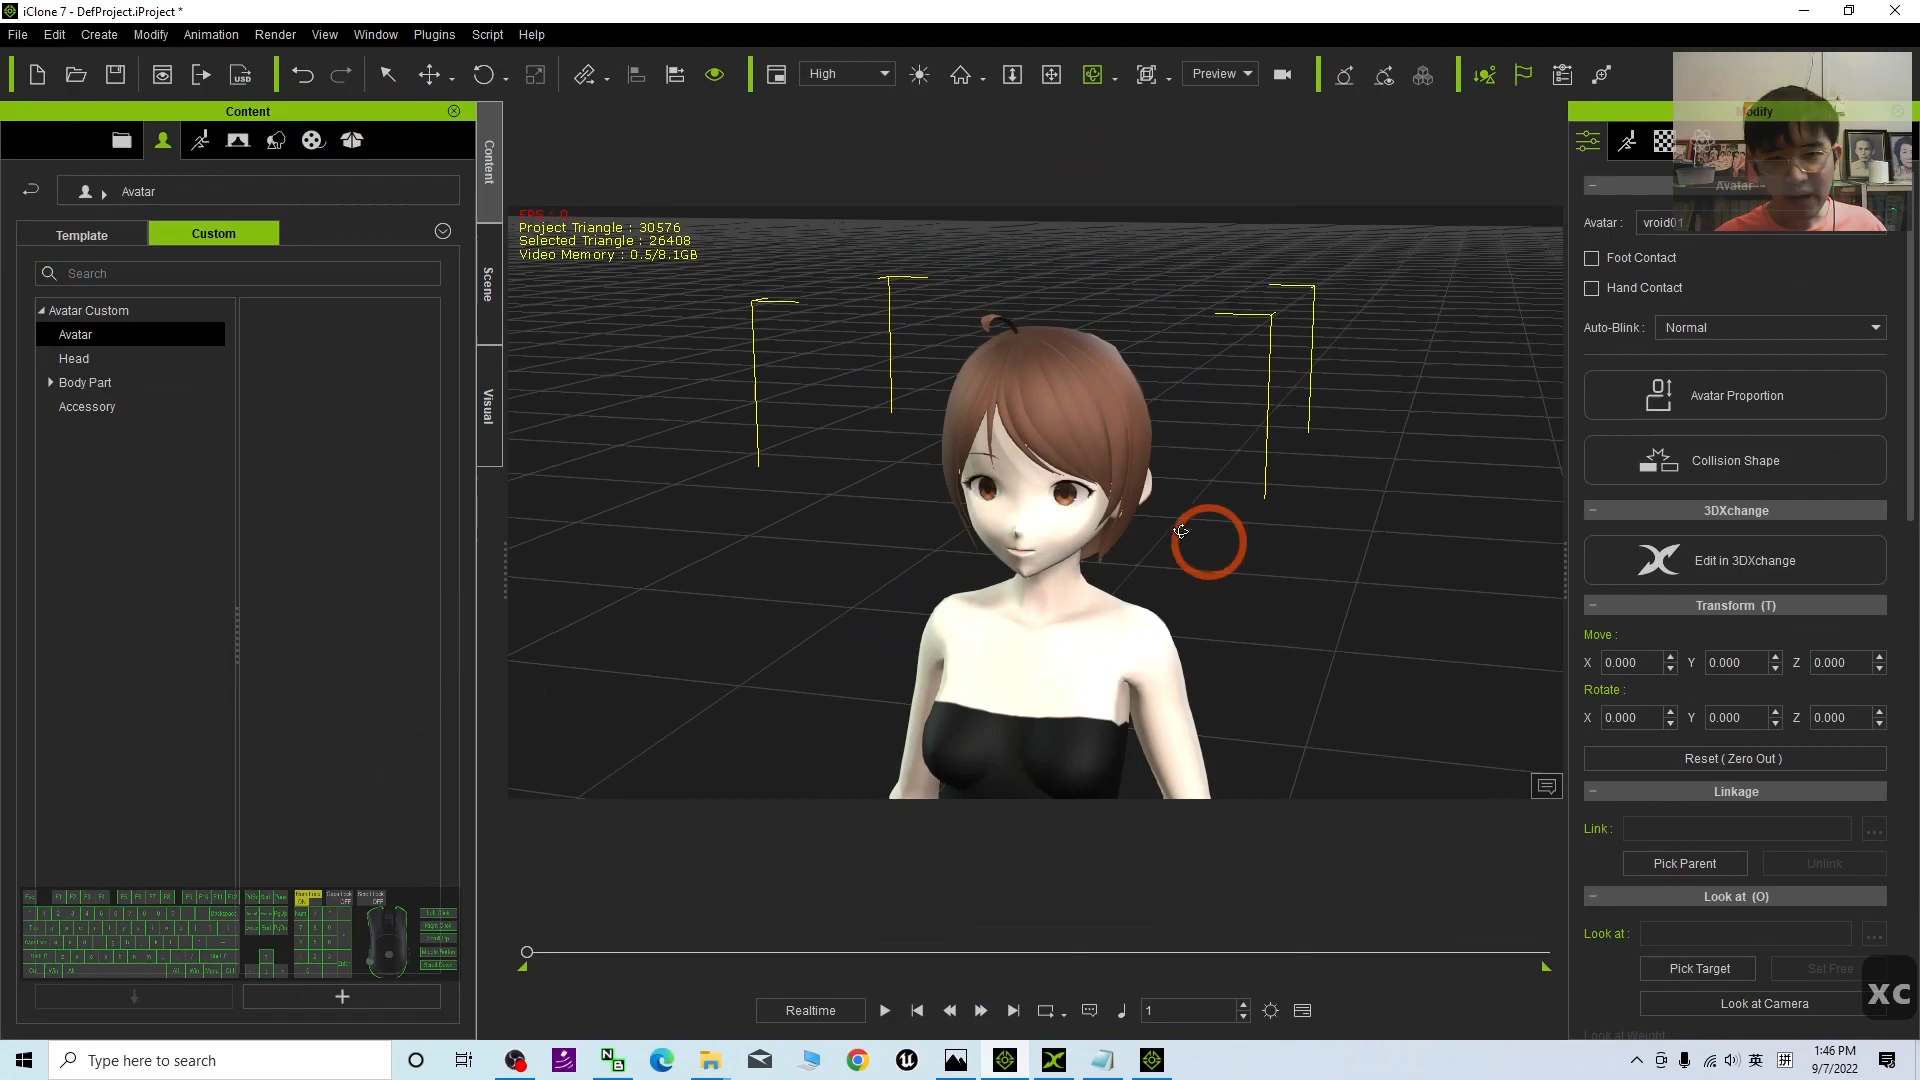 iClone 7 - DefProject.iProject *
File Edit Create Modify Animation Render View Window Plugins Script Help
High
Preview
Content
Modify
Avatar
Template
Custom
Search
Avatar Custom
Avatar
Head
Body Part
Accessory
Content
Scene
Visual
FPS : 0
Project Triangle : 30576
Selected Triangle : 26408
Video Memory : 0.5/8.1GB
Avatar
Avatar : vroid01
Foot Contact
Hand Contact
Auto-Blink : Normal
Avatar Proportion
Collision Shape
3DXchange
Edit in 3DXchange
Transform (T)
Move :
X 0.000 Y 0.000 Z 0.000
Rotate :
X 0.000 Y 0.000 Z 0.000
Reset ( Zero Out )
Linkage
Link :
Pick Parent Unlink
Look at (O)
Look at :
Pick Target Set Free
Look at Camera
Look at Weight
XC
Realtime
1
Type here to search
英
拼
1:46 PM
9/7/2022